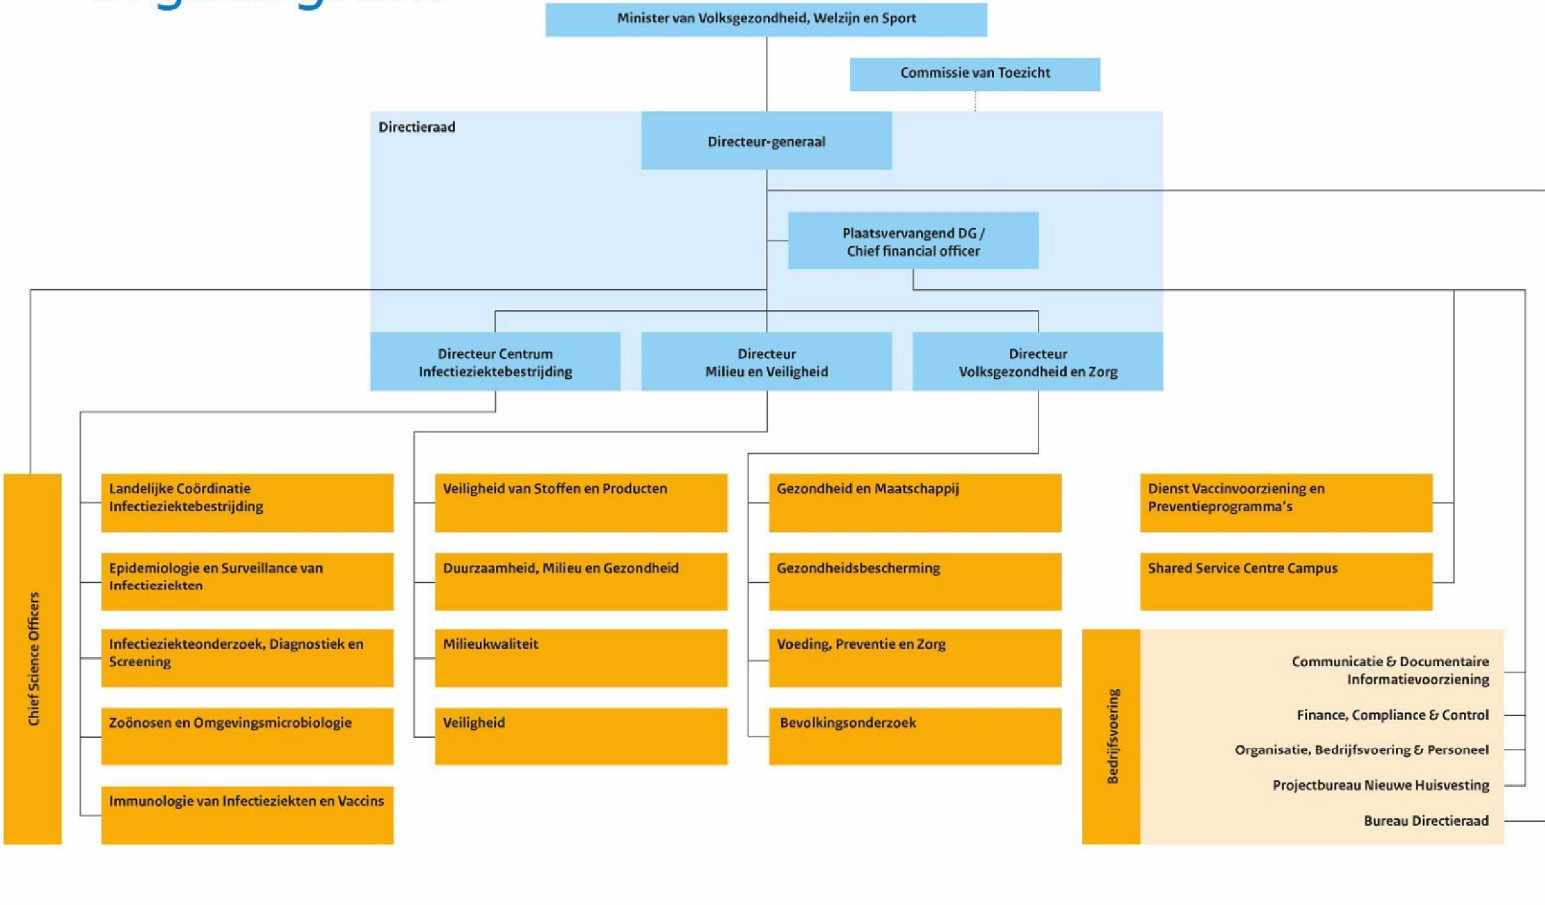 Minister van Volksgezondheid, Welzijn en Sport
Commissie van Toezicht
Directieraad
Directeur-generaal
Plaatsvervangend DG /
Chief financial officer
Directeur Centrum
Infectieziektebestrijding
Directeur
Milieu en Veiligheid
Directeur
Volksgezondheid en Zorg
Chief Science Officers
Landelijke Coördinatie
Infectieziektebestrijding
Epidemiologie en Surveillance van
Infectieziekten
Infectieziekteonderzoek, Diagnostiek en
Screening
Zoönosen en Omgevingsmicrobiologie
Immunologie van Infectieziekten en Vaccins
Veiligheid van Stoffen en Producten
Duurzaamheid, Milieu en Gezondheid
Milieukwaliteit
Veiligheid
Gezondheid en Maatschappij
Gezondheidsbescherming
Voeding, Preventie en Zorg
Bevolkingsonderzoek
Dienst Vaccinvoorziening en
Preventieprogramma's
Shared Service Centre Campus
Bedrijfsvoering
Communicatie & Documentaire
Informatievoorziening
Finance, Compliance & Control
Organisatie, Bedrijfsvoering & Personeel
Projectbureau Nieuwe Huisvesting
Bureau Directieraad